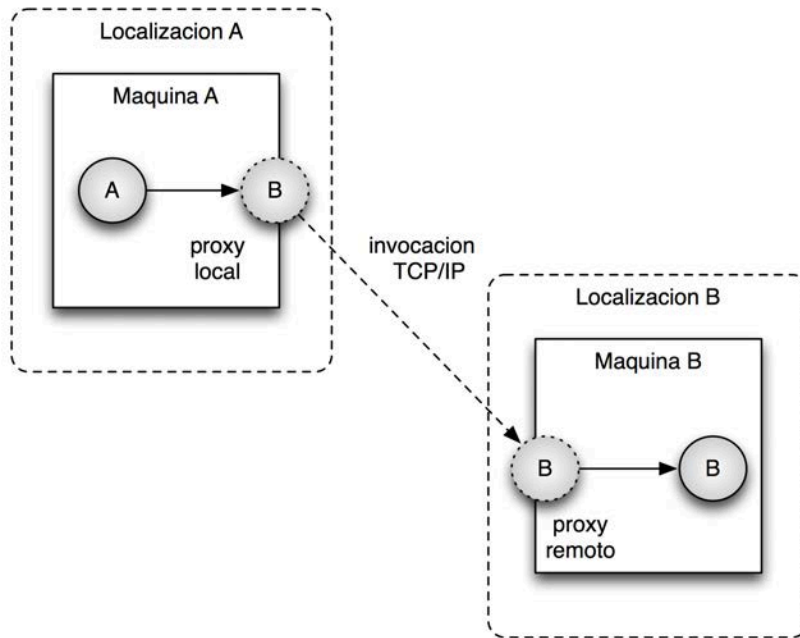 Localizacion A
Maquina A
A
B
proxy
local
invocacion
TCP/IP
Localizacion B
Maquina B
B
B
proxy
remoto